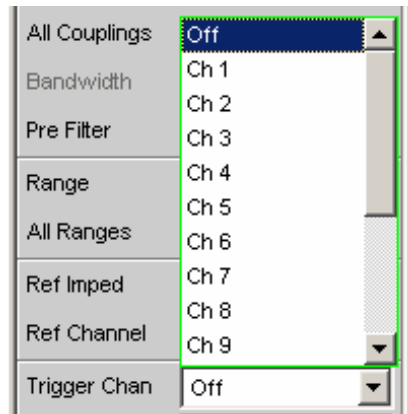 All Couplings
Bandwidth
Pre Filter
Range
All Ranges
Ref Imped
Ref Channel
Trigger Chan Off
Off
Ch 1
Ch 2
Ch 3
Ch 4
Ch 5
Ch 6
Ch 7
Ch 8
Ch 9